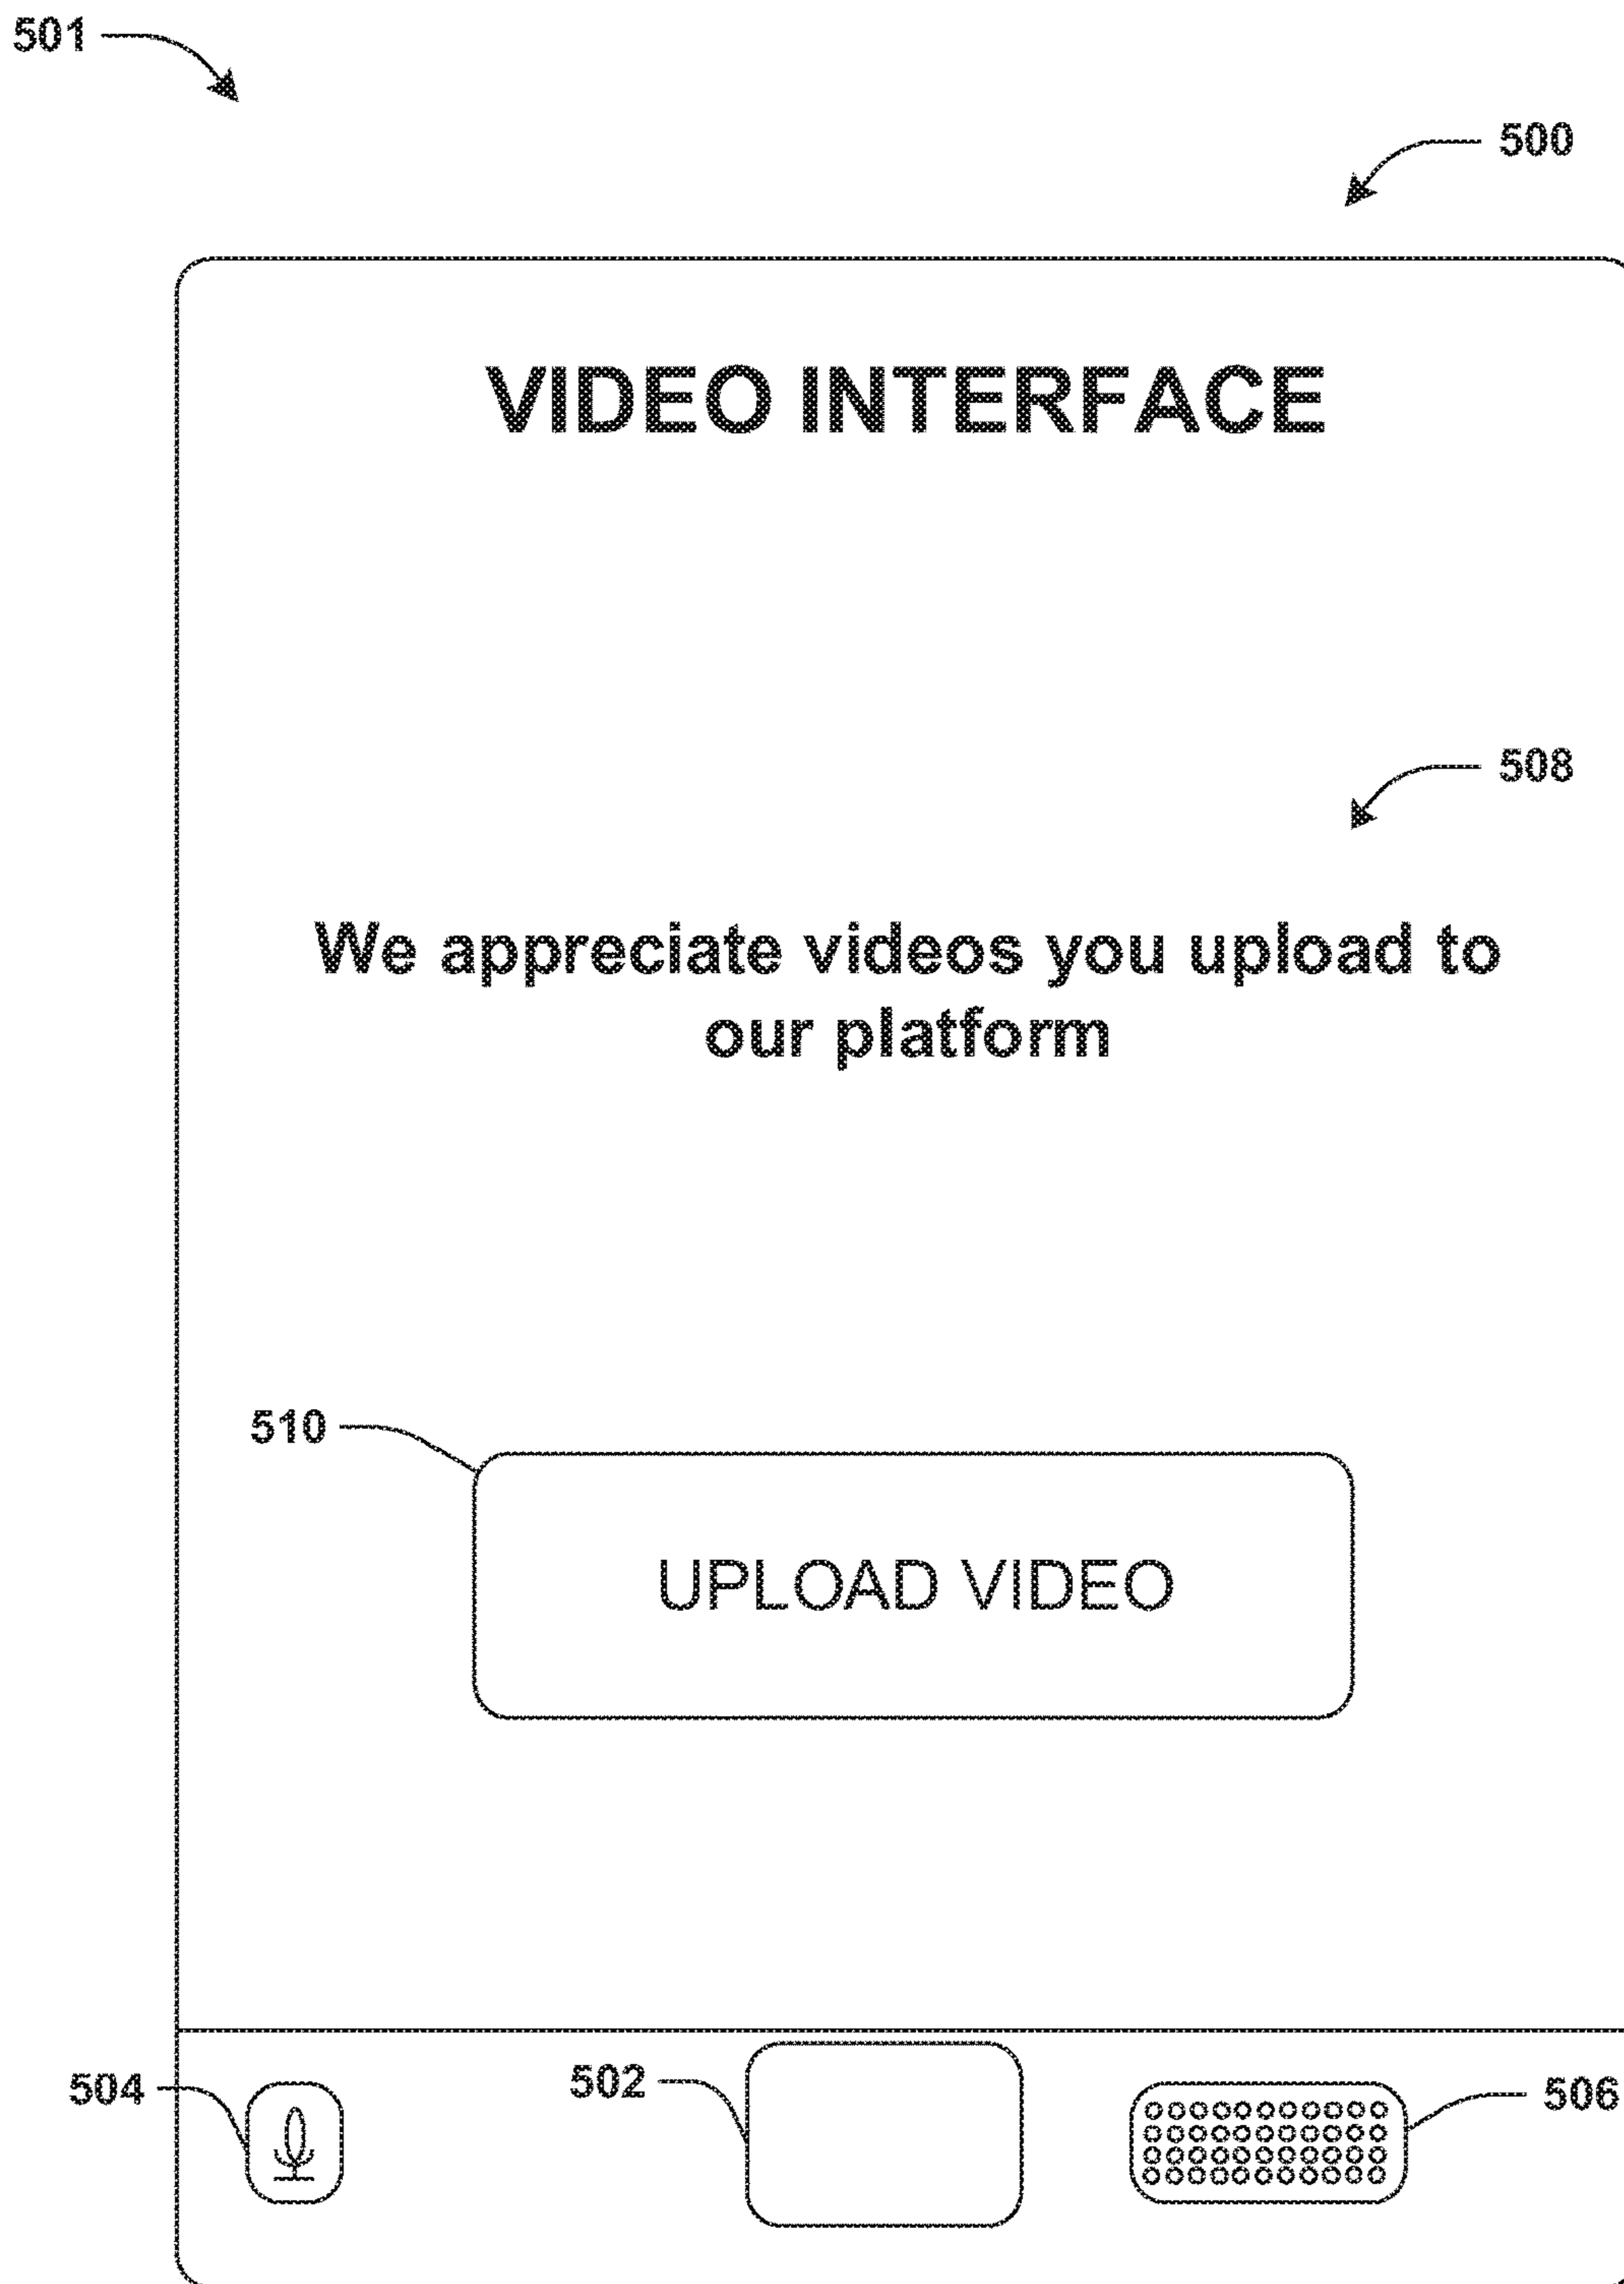 501
500
VIDEO INTERFACE
508
We appreciate videos you upload to
our platform
510
UPLOAD VIDEO
504
502
506